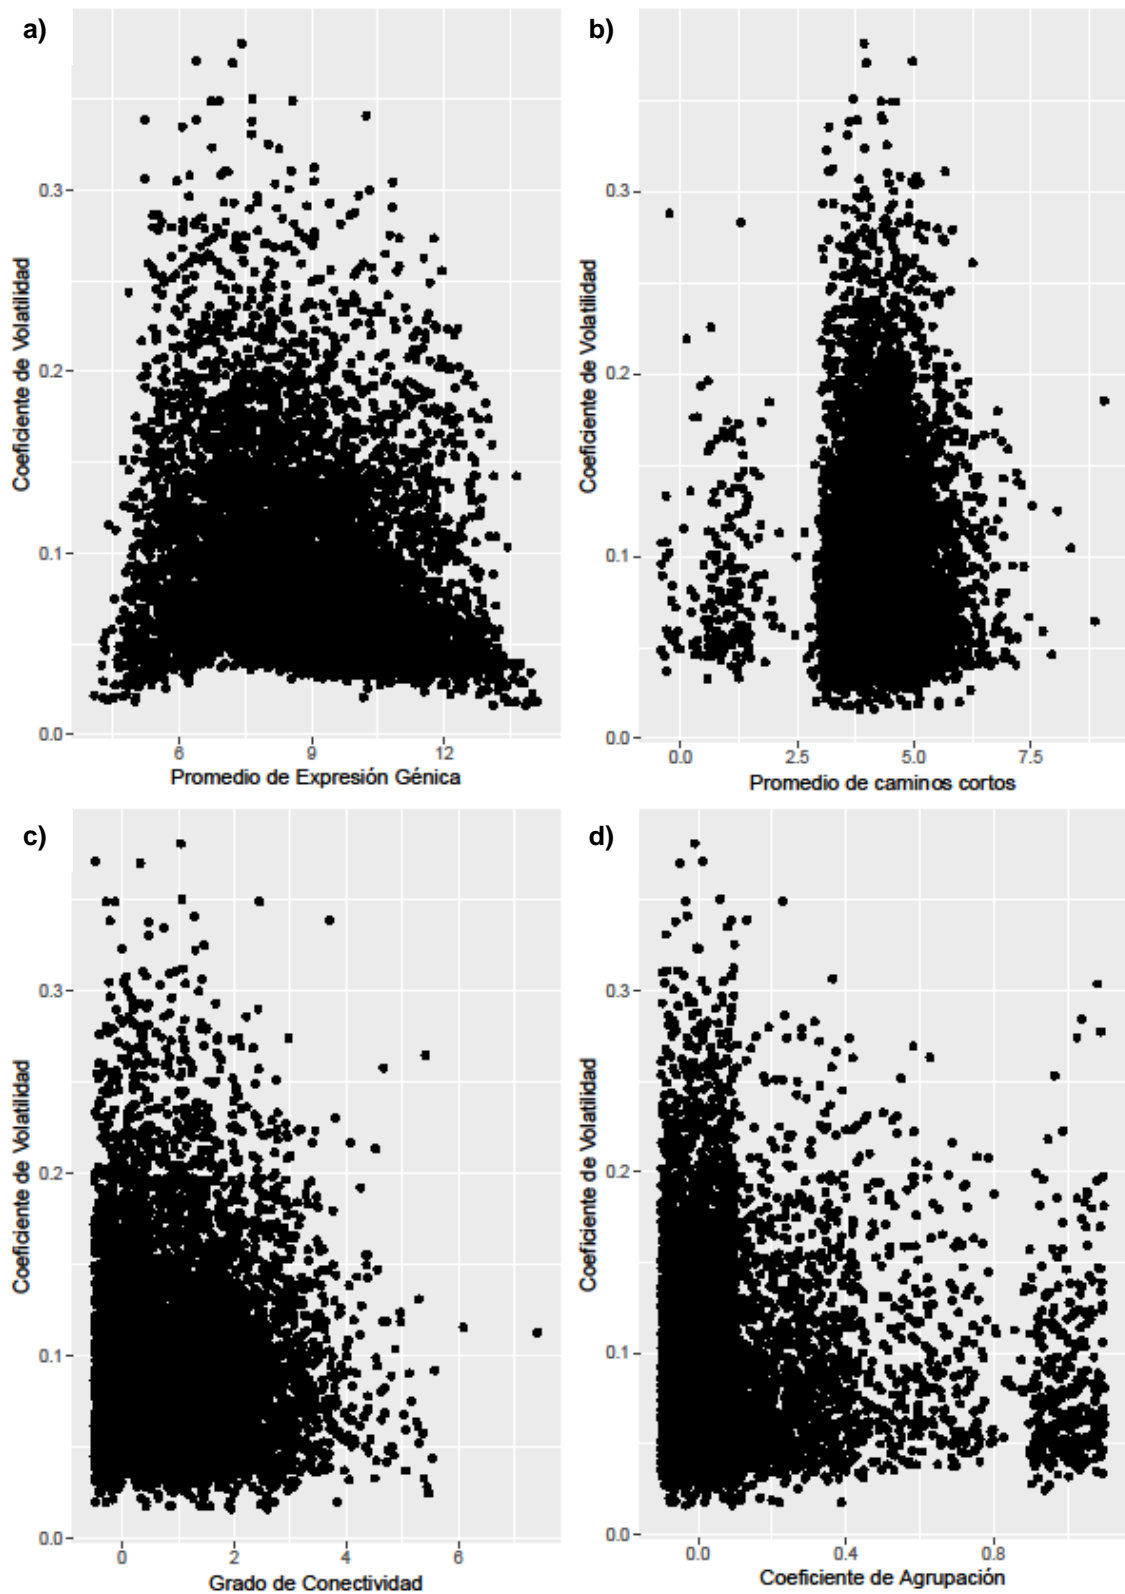 a)
0.3
0.2
0.1
0.0
6 9 12
Coeficiente de Volatilidad
Promedio de Expresión Génica
b)
0.3
0.2
0.1
0.0
0.0 2.5 5.0 7.5
Coeficiente de Volatilidad
Promedio de caminos cortos
c)
0.3
0.2
0.1
0.0
0 2 4 6
Coeficiente de Volatilidad
Grado de Conectividad
d)
0.3
0.2
0.1
0.0
0.0 0.4 0.8
Coeficiente de Volatilidad
Coeficiente de Agrupación